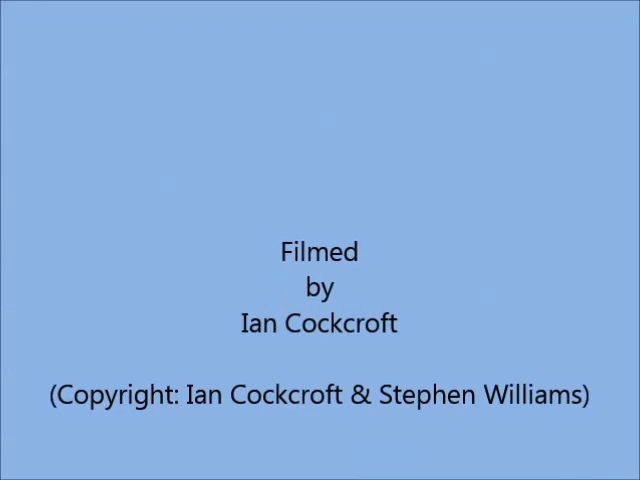 Filmed
by
Ian Cockcroft
(Copyright: Ian Cockcroft & Stephen Williams)